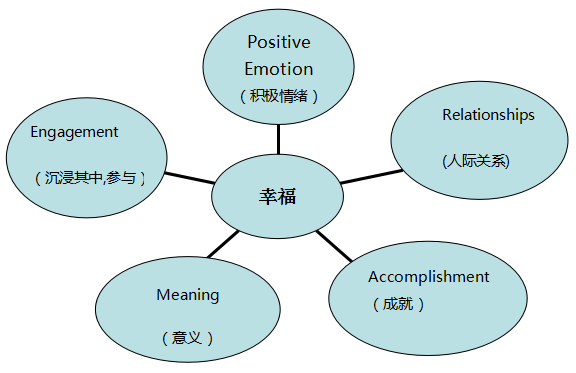 Positive
Emotion
（积极情绪）
Engagement
（沉浸其中,参与）
Relationships
(人际关系)
幸福
Meaning
（意义）
Accomplishment
（成就）